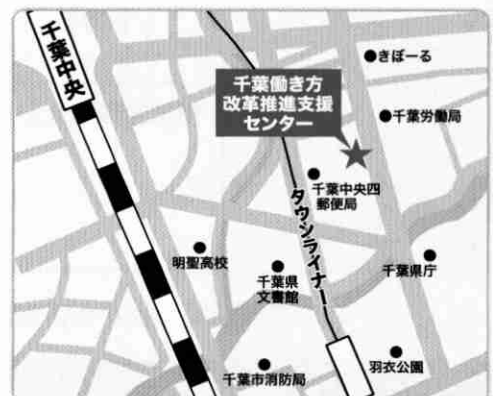 千葉中央
きぼーる
千葉働き方
改革推進支援
センター
千葉労働局
千葉中央四
郵便局
タウンライナー
明聖高校
千葉県
文書館
千葉県庁
羽衣公園
千葉市消防局